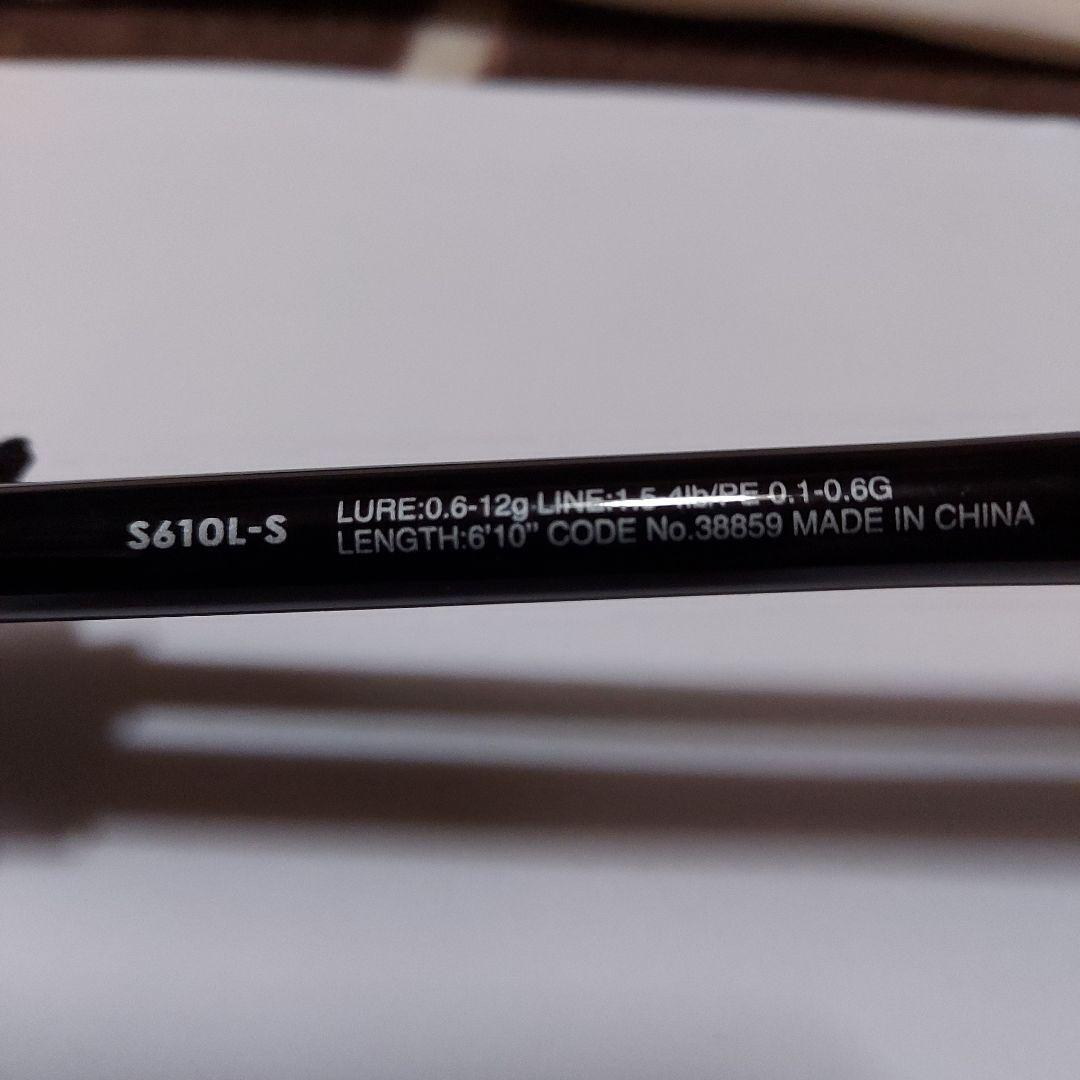 S610L-S
LURE:0.6-12g LINE:1.5-4lb/PE 0.1-0.6G
LENGTH:6'10" CODE No.38859 MADE IN CHINA